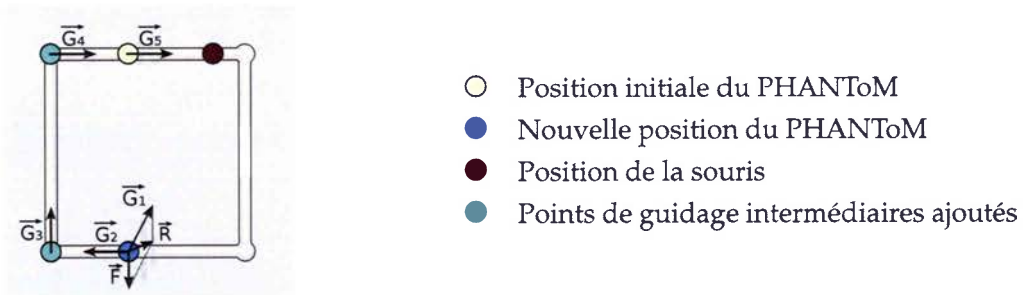 G4 G5
Position initiale du PHANToM
Nouvelle position du PHANToM
Position de la souris
Points de guidage intermédiaires ajoutés
G1
G3 G2 R
F